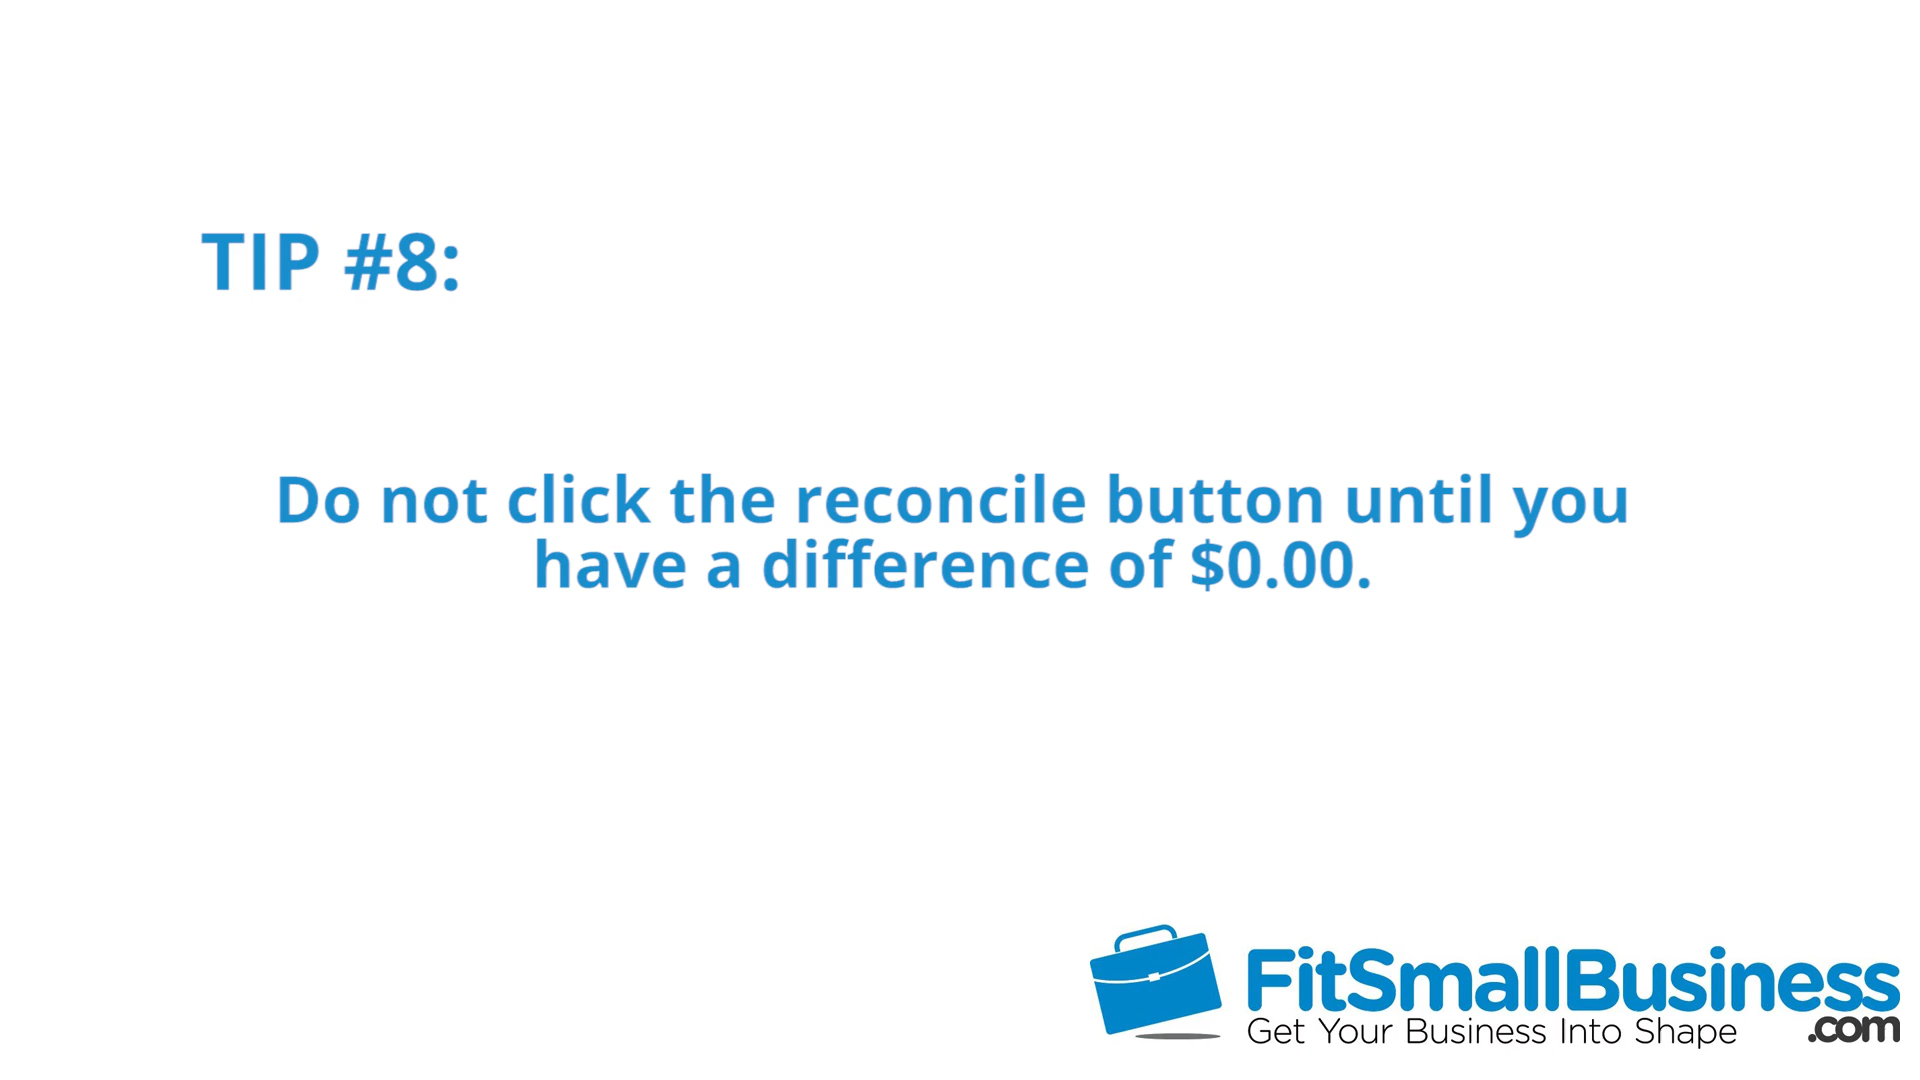 TIP #8:
Do not click the reconcile button until you
have a difference of $0.00.
FitSmallBusiness
Get Your Business Into Shape .com